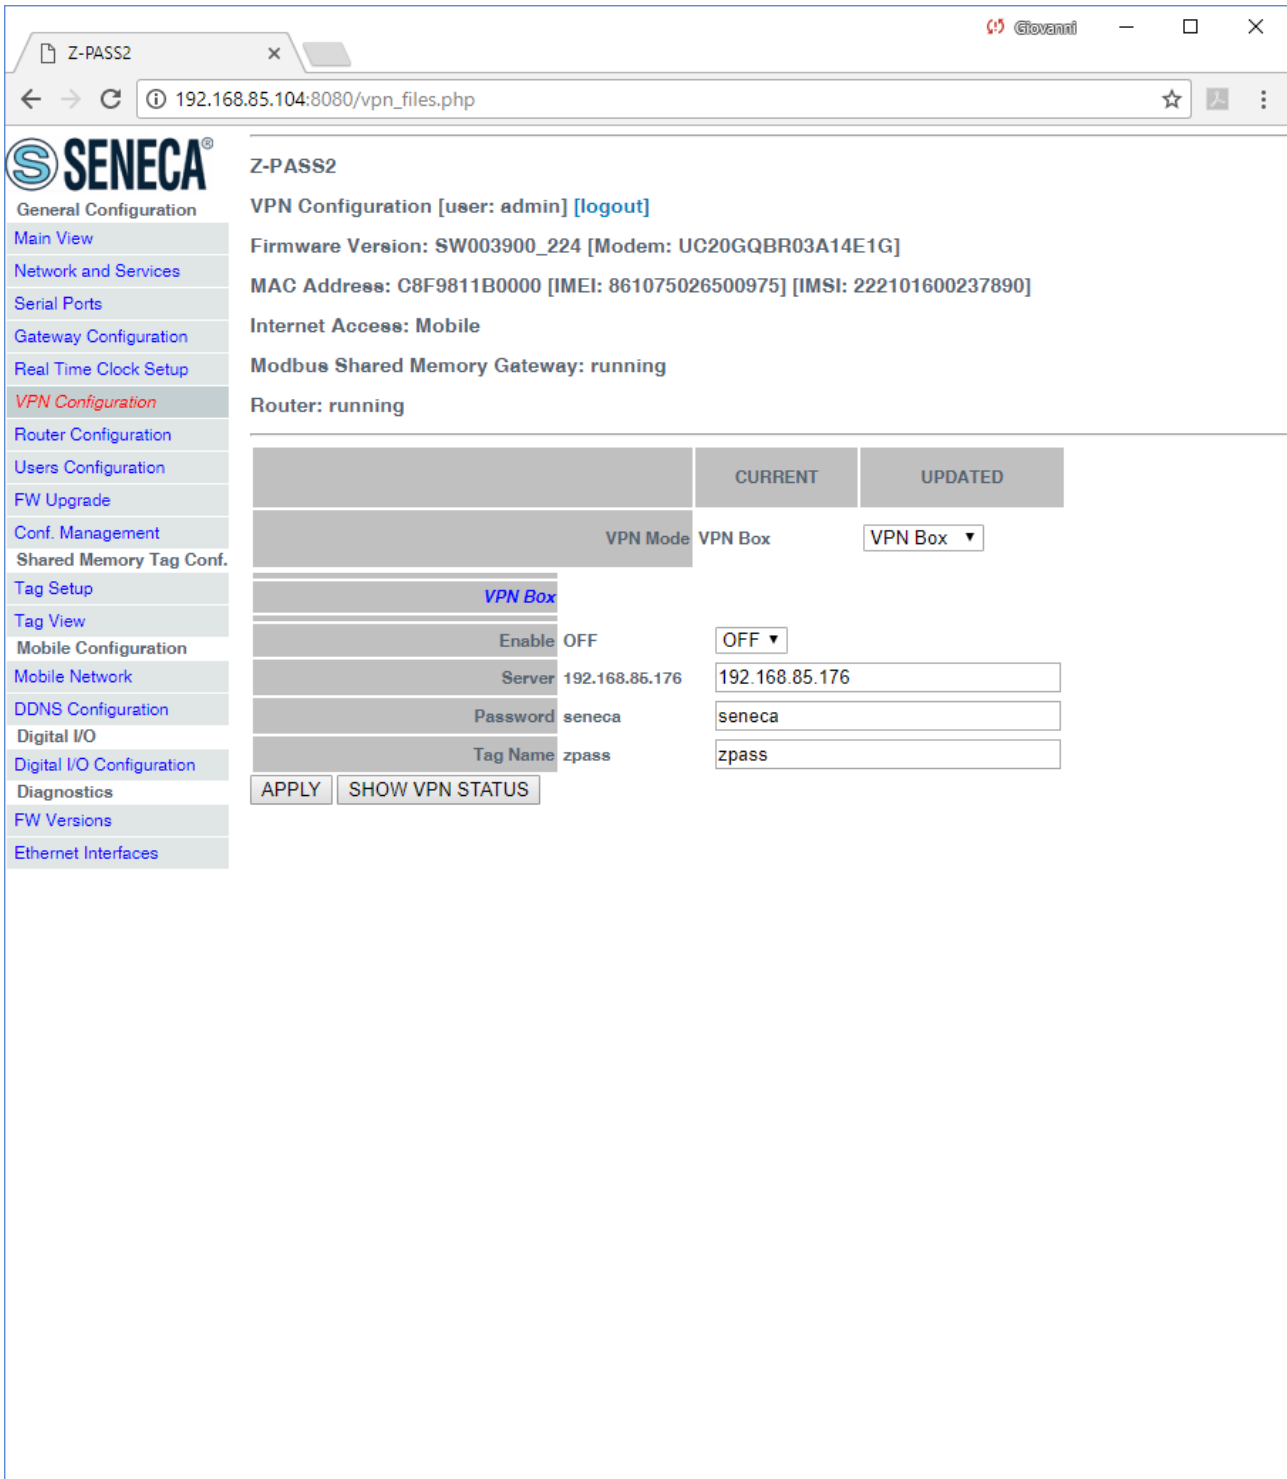 Giovanni
Z-PASS2
192.168.85.104:8080/vpn_files.php
SENECA®
General Configuration
Main View
Network and Services
Serial Ports
Gateway Configuration
Real Time Clock Setup
VPN Configuration
Router Configuration
Users Configuration
FW Upgrade
Conf. Management
Shared Memory Tag Conf.
Tag Setup
Tag View
Mobile Configuration
Mobile Network
DDNS Configuration
Digital I/O
Digital I/O Configuration
Diagnostics
FW Versions
Ethernet Interfaces
Z-PASS2
VPN Configuration [user: admin] [logout]
Firmware Version: SW003900_224 [Modem: UC20GQBR03A14E1G]
MAC Address: C8F9811B0000 [IMEI: 861075026500975] [IMSI: 222101600237890]
Internet Access: Mobile
Modbus Shared Memory Gateway: running
Router: running
CURRENT UPDATED
VPN Mode VPN Box VPN Box
VPN Box
Enable OFF OFF
Server 192.168.85.176 192.168.85.176
Password seneca seneca
Tag Name zpass zpass
APPLY SHOW VPN STATUS